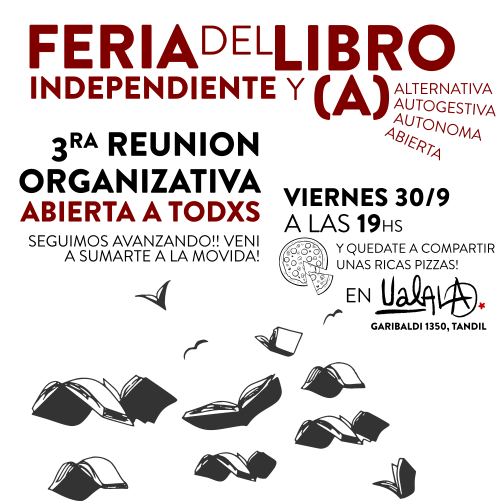 FERIA DEL LIBRO
INDEPENDIENTE Y (A)
ALTERNATIVA
AUTOGESTIVA
AUTONOMA
ABIERTA
3RA REUNION
ORGANIZATIVA
ABIERTA A TODXS
SEGUIMOS AVANZANDO!! VENI
A SUMARTE A LA MOVIDA!
VIERNES 30/9
A LAS 19HS
Y QUEDATE A COMPARTIR
UNAS RICAS PIZZAS!
EN UalALA
GARIBALDI 1350, TANDIL